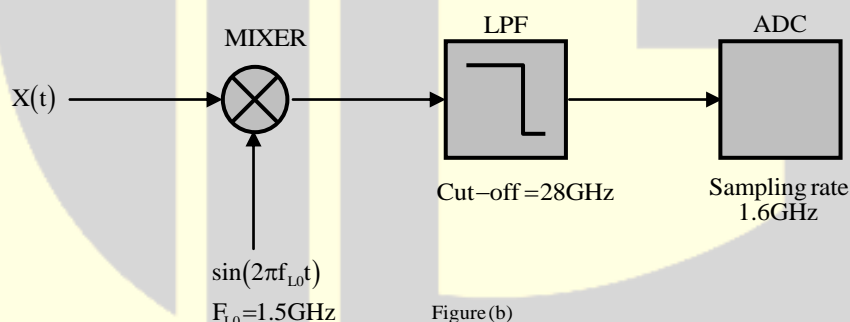 MIXER
LPF
ADC
X(t)
Cut−off =28GHz
Sampling rate
1.6GHz
sin(2πf_L0t)
F_L0=1.5GHz
Figure(b)